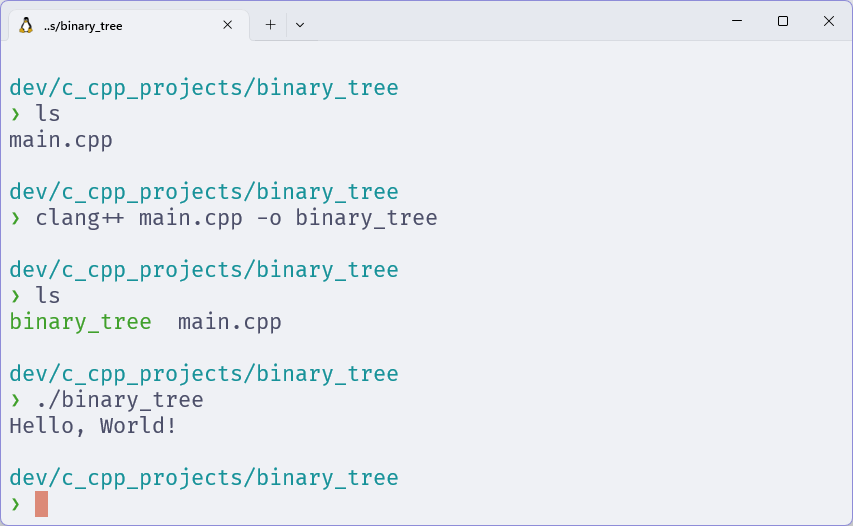 ..s/binary_tree
dev/c_cpp_projects/binary_tree
❯ ls
main.cpp
dev/c_cpp_projects/binary_tree
❯ clang++ main.cpp -o binary_tree
dev/c_cpp_projects/binary_tree
❯ ls
binary_tree  main.cpp
dev/c_cpp_projects/binary_tree
❯ ./binary_tree
Hello, World!
dev/c_cpp_projects/binary_tree
❯